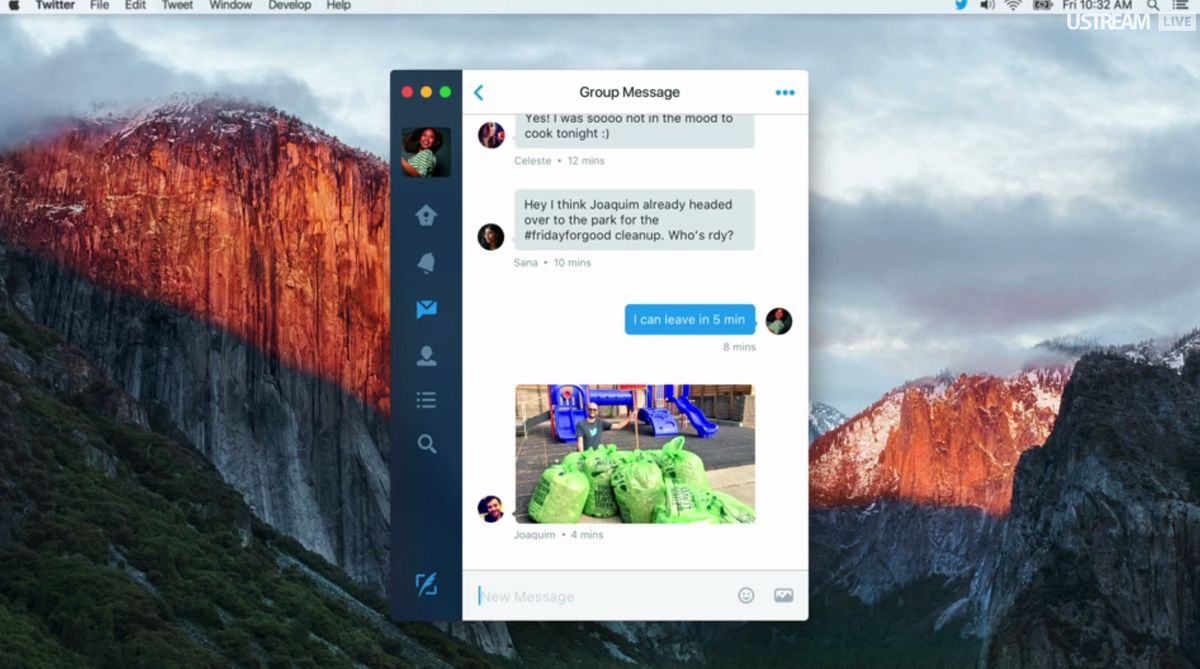 Twitter File Edit Tweet Window Develop Help Fri 10:32 AM
USTREAM LIVE
Group Message
Yes! I was soooo not in the mood to
cook tonight :)
Celeste • 12 mins
Hey I think Joaquim already headed
over to the park for the
#fridayforgood cleanup. Who's rdy?
Sana • 10 mins
I can leave in 5 min
8 mins
Joaquim • 4 mins
New Message